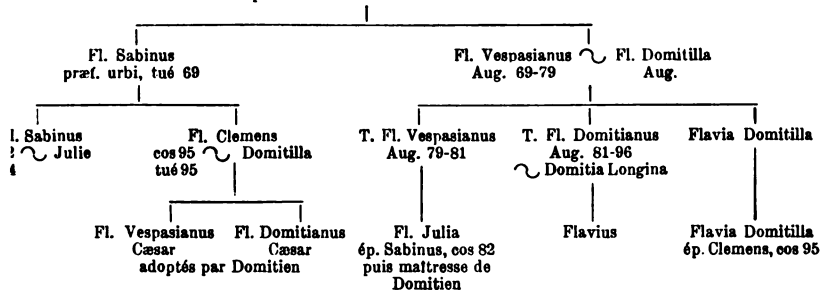 Fl. Sabinus
præf. urbi, tué 69
Fl. Vespasianus ~ Fl. Domitilla
Aug. 69-79 Aug.
l. Sabinus
~ Julie
Fl. Clemens
cos 95 ~ Domitilla
tué 95
T. Fl. Vespasianus
Aug. 79-81
T. Fl. Domitianus
Aug. 81-96
~ Domitia Longina
Flavia Domitilla
Fl. Vespasianus Fl. Domitianus
Cæsar Cæsar
adoptés par Domitien
Fl. Julia
ép. Sabinus, cos 82
puis maîtresse de
Domitien
Flavius
Flavia Domitilla
ép. Clemens, cos 95